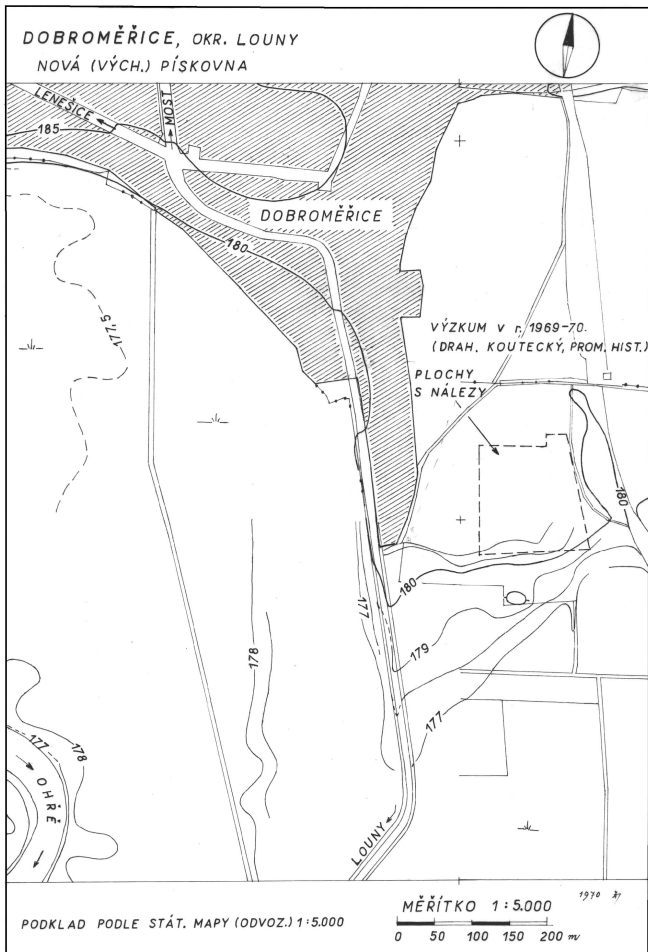 DOBROMĚŘICE, OKR. LOUNY
NOVÁ (VÝCH.) PÍSKOVNA
LENEŠICE
MOST
185
DOBROMĚŘICE
180
177,5
VÝZKUM V r. 1969-70.
(DRAH. KOUTECKÝ, PROM. HIST.)
PLOCHY
S NÁLEZY
180
180
177
179
178
177
178
177
OHŘE
LOUNY
PODKLAD PODLE STÁT. MAPY (ODVOZ.) 1:5.000
MĚŘÍTKO 1:5.000
1970
0 50 100 150 200 m